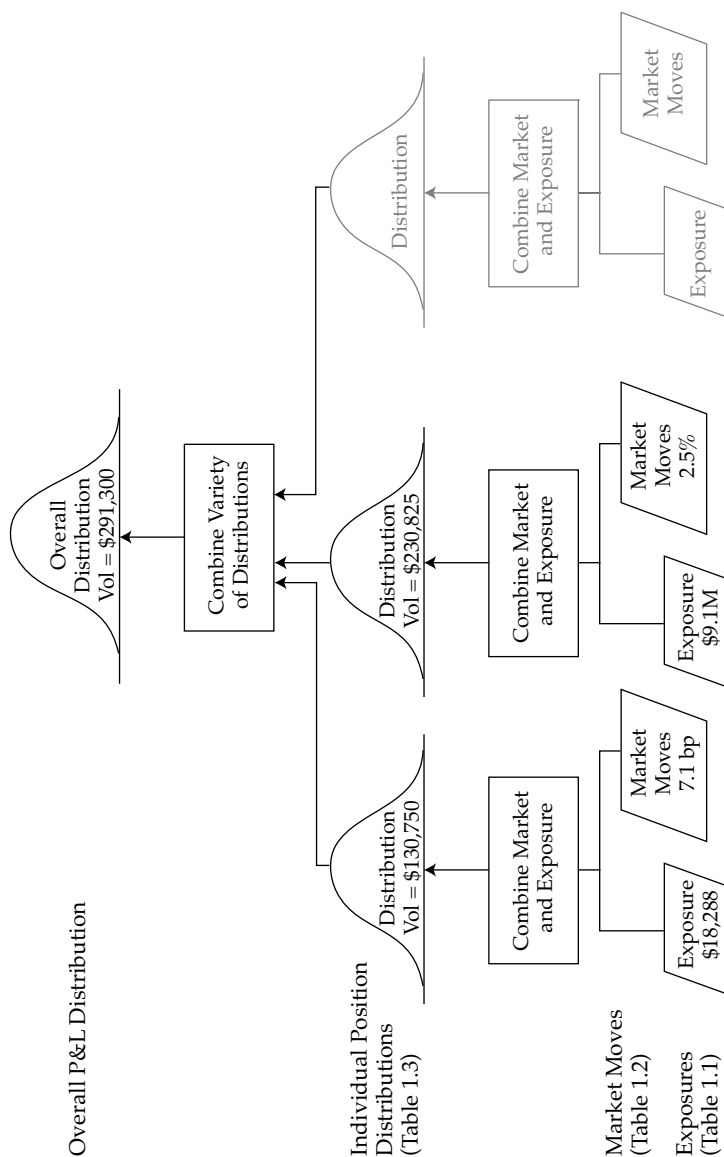 Overall P&L Distribution
Overall
Distribution
Vol = $291,300
Combine Variety
of Distributions
Individual Position
Distributions
(Table 1.3)
Distribution
Vol = $130,750
Distribution
Vol = $230,825
Distribution
Combine Market
and Exposure
Combine Market
and Exposure
Combine Market
and Exposure
Market Moves
(Table 1.2)
Market
Moves
7.1 bp
Market
Moves
2.5%
Market
Moves
Exposures
(Table 1.1)
Exposure
$18,288
Exposure
$9.1M
Exposure